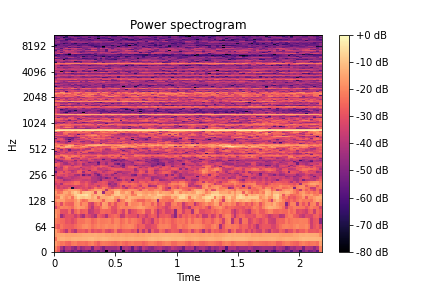 Power spectrogram
+0 dB
8192
-10 dB
4096
-20 dB
2048
-30 dB
1024
Hz
512
-40 dB
256
-50 dB
128
-60 dB
64
-70 dB
0
-80 dB
0 0.5 1 1.5 2
Time